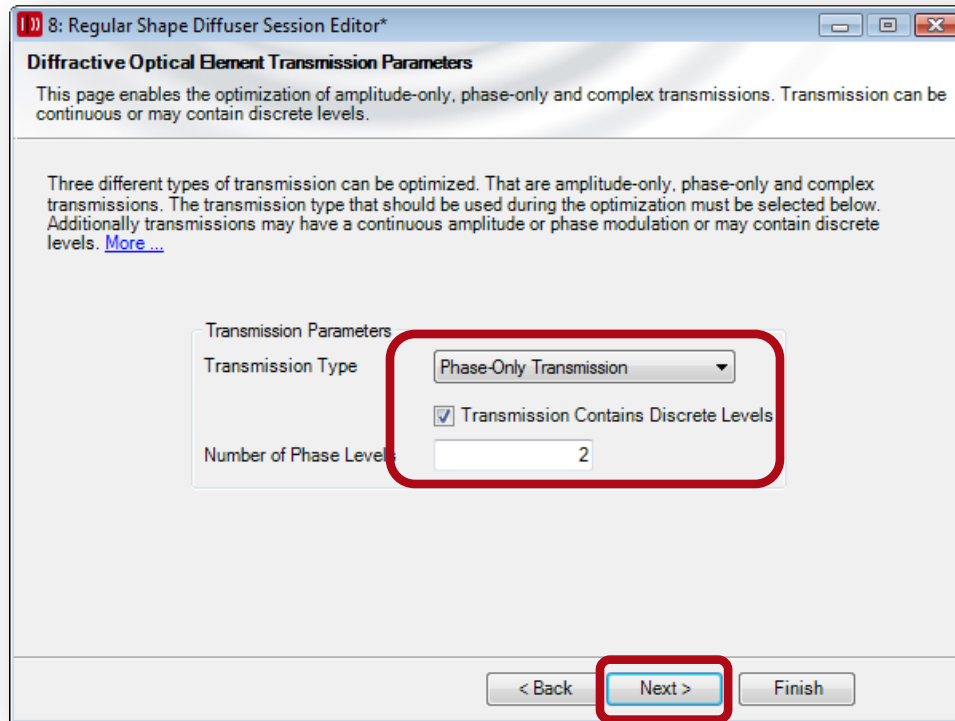 8: Regular Shape Diffuser Session Editor*
Diffractive Optical Element Transmission Parameters
This page enables the optimization of amplitude-only, phase-only and complex transmissions. Transmission can be
continuous or may contain discrete levels.
Three different types of transmission can be optimized. That are amplitude-only, phase-only and complex
transmissions. The transmission type that should be used during the optimization must be selected below.
Additionally transmissions may have a continuous amplitude or phase modulation or may contain discrete
levels. More ...
Transmission Parameters
Transmission Type Phase-Only Transmission
Transmission Contains Discrete Levels
Number of Phase Levels 2
< Back Next > Finish